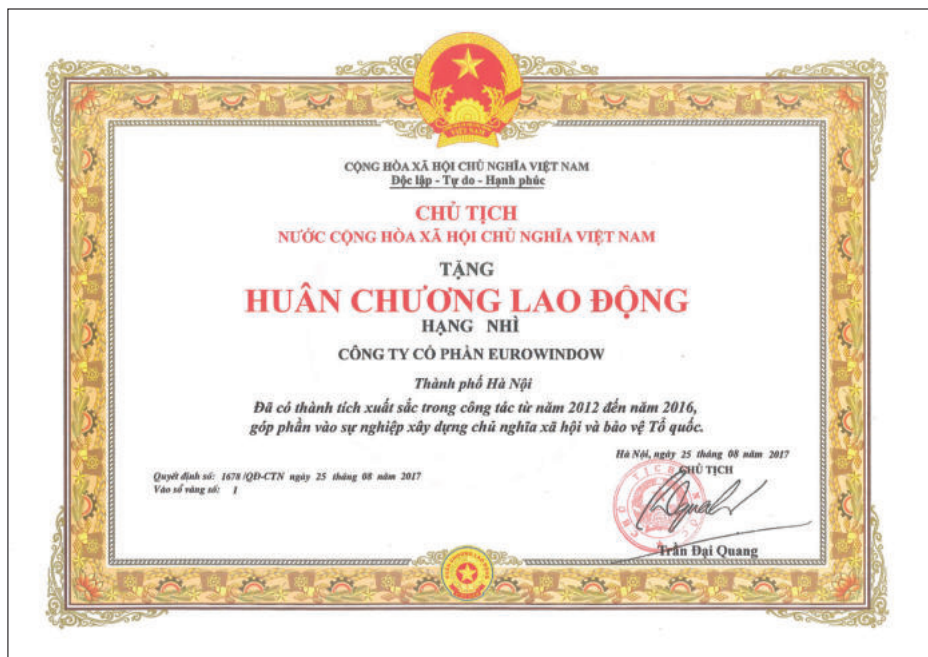 VIỆT NAM
CỘNG HÒA XÃ HỘI CHỦ NGHĨA VIỆT NAM
Độc lập - Tự do - Hạnh phúc
CHỦ TỊCH
NƯỚC CỘNG HÒA XÃ HỘI CHỦ NGHĨA VIỆT NAM
TẶNG
HUÂN CHƯƠNG LAO ĐỘNG
HẠNG NHÌ
CÔNG TY CỔ PHẦN EUROWINDOW
Thành phố Hà Nội
Đã có thành tích xuất sắc trong công tác từ năm 2012 đến năm 2016,
góp phần vào sự nghiệp xây dựng chủ nghĩa xã hội và bảo vệ Tổ quốc.
Hà Nội, ngày 25 tháng 08 năm 2017
CHỦ TỊCH
Quyết định số: 1678 /QĐ-CTN ngày 25 tháng 08 năm 2017
Vào sổ vàng số: 1
Trần Đại Quang